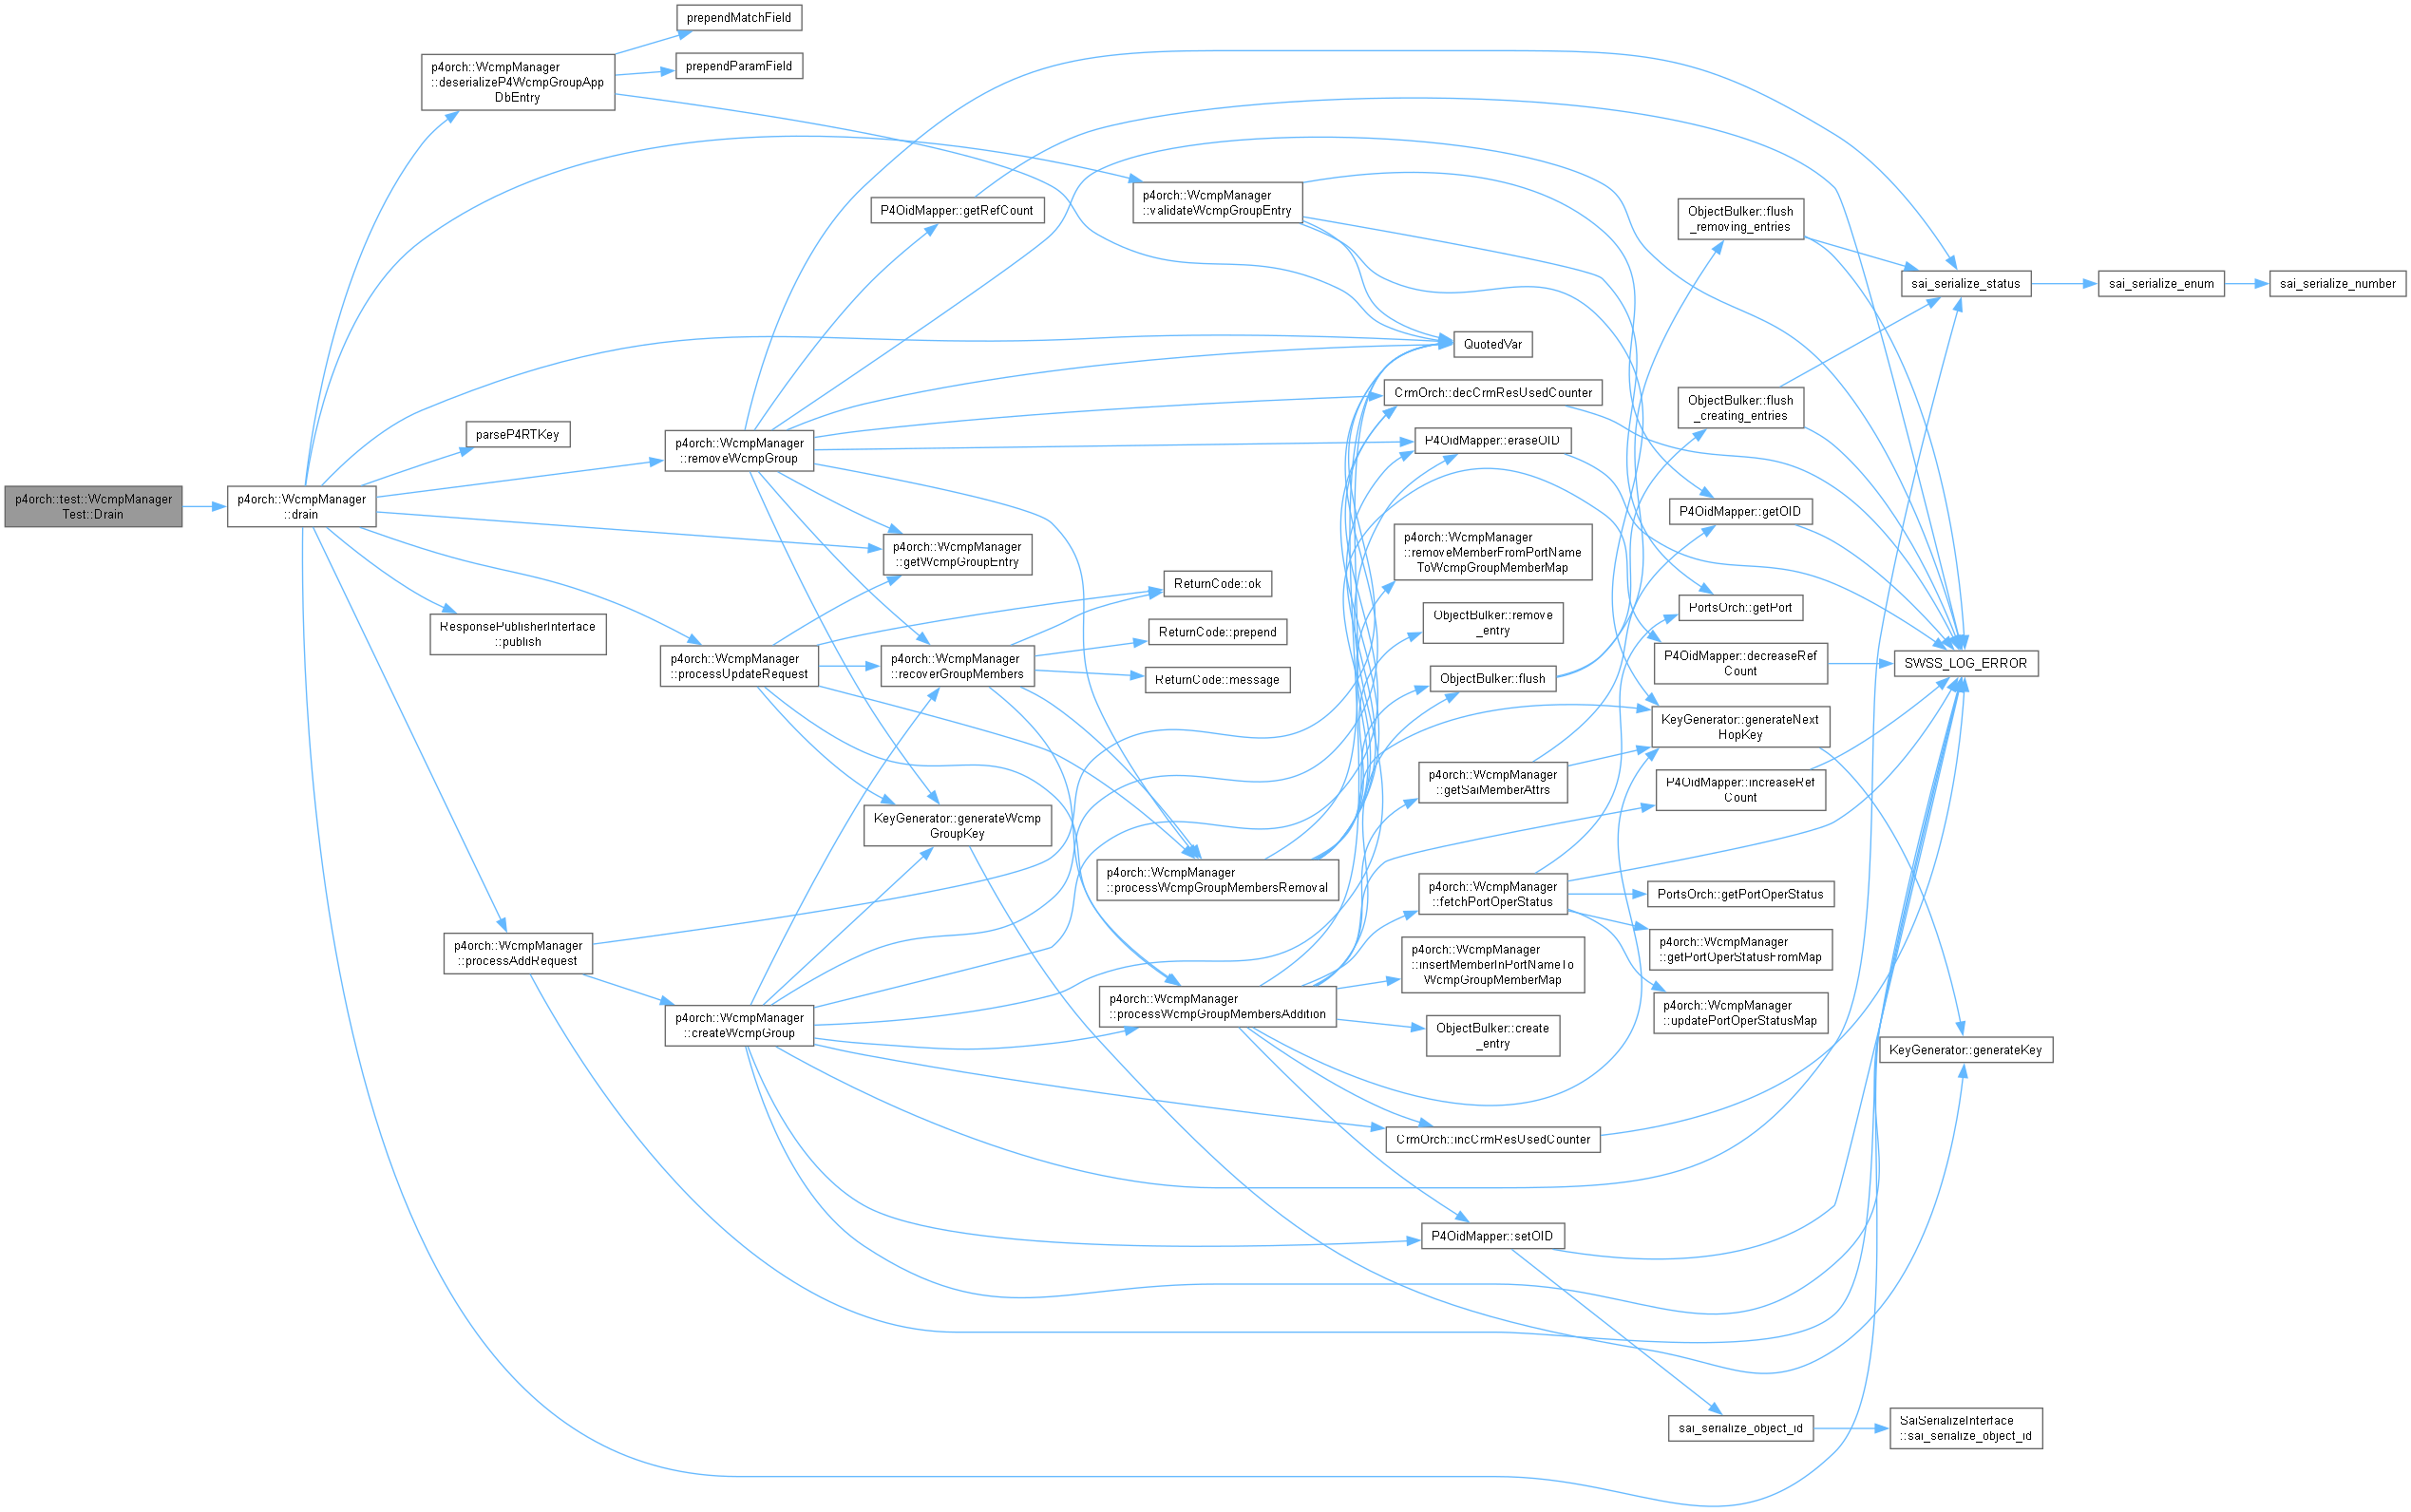 prependMatchField
p4orch::WcmpManager
::deserializeP4WcmpGroupApp
DbEntry
prependParamField
p4orch::WcmpManager
::validateWcmpGroupEntry
P4OidMapper::getRefCount
ObjectBulker::flush
_removing_entries
sai_serialize_status
sai_serialize_enum
sai_serialize_number
QuotedVar
CrmOrch::decCrmResUsedCounter
ObjectBulker::flush
_creating_entries
parseP4RTKey
p4orch::WcmpManager
::removeWcmpGroup
P4OidMapper::eraseOID
p4orch::test::WcmpManager
Test::Drain
p4orch::WcmpManager
::drain
P4OidMapper::getOID
p4orch::WcmpManager
::getWcmpGroupEntry
p4orch::WcmpManager
::removeMemberFromPortName
ToWcmpGroupMemberMap
ReturnCode::ok
PortsOrch::getPort
ResponsePublisherInterface
::publish
ReturnCode::prepend
ObjectBulker::remove
_entry
p4orch::WcmpManager
::processUpdateRequest
p4orch::WcmpManager
::recoverGroupMembers
ReturnCode::message
ObjectBulker::flush
P4OidMapper::decreaseRef
Count
SWSS_LOG_ERROR
KeyGenerator::generateNext
HopKey
p4orch::WcmpManager
::getSaiMemberAttrs
P4OidMapper::increaseRef
Count
KeyGenerator::generateWcmp
GroupKey
p4orch::WcmpManager
::processWcmpGroupMembersRemoval
p4orch::WcmpManager
::fetchPortOperStatus
PortsOrch::getPortOperStatus
p4orch::WcmpManager
::processAddRequest
p4orch::WcmpManager
::insertMemberInPortNameTo
WcmpGroupMemberMap
p4orch::WcmpManager
::getPortOperStatusFromMap
p4orch::WcmpManager
::createWcmpGroup
p4orch::WcmpManager
::processWcmpGroupMembersAddition
p4orch::WcmpManager
::updatePortOperStatusMap
ObjectBulker::create
_entry
KeyGenerator::generateKey
CrmOrch::incCrmResUsedCounter
P4OidMapper::setOID
sai_serialize_object_id
SaiSerializeInterface
::sai_serialize_object_id